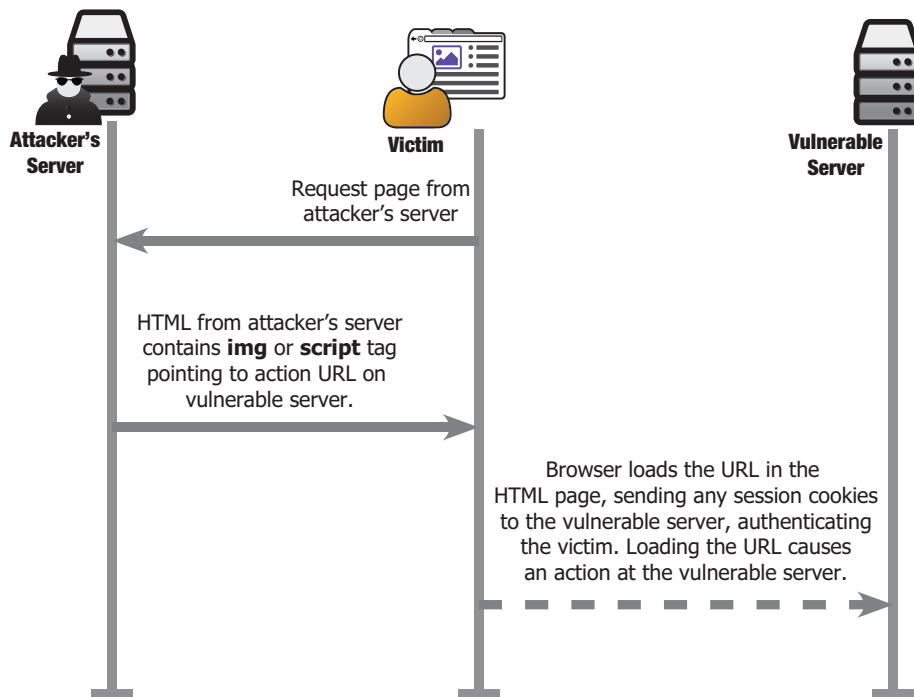 Attacker's
Server
Victim
Vulnerable
Server
Request page from
attacker's server
HTML from attacker's server
contains img or script tag
pointing to action URL on
vulnerable server.
Browser loads the URL in the
HTML page, sending any session cookies
to the vulnerable server, authenticating
the victim. Loading the URL causes
an action at the vulnerable server.